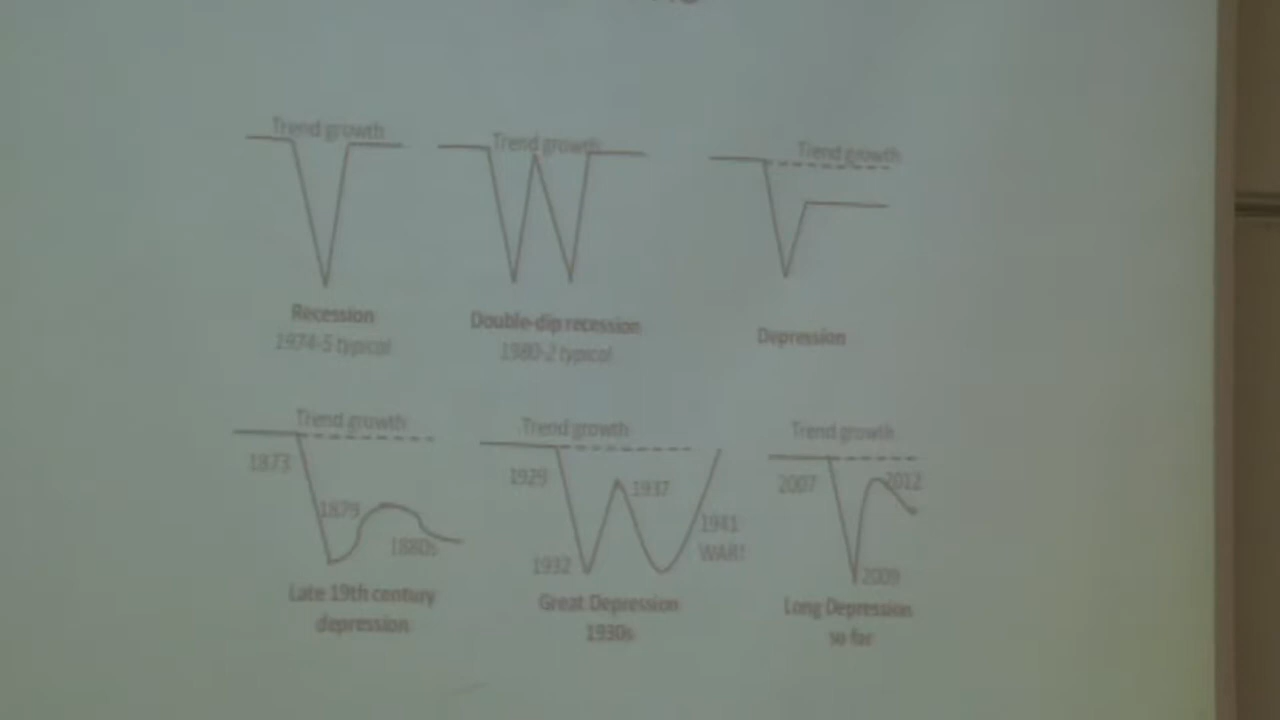 Trend growth
Trend growth
Trend growth
Recession
1974-5 typical
Double-dip recession
1980-2 typical
Depression
Trend growth
1873
1879
1880s
Late 19th century
depression
Trend growth
1929
1937
1941
WAR!
1932
Great Depression
1930s
Trend growth
2007
2012
2009
Long Depression
so far